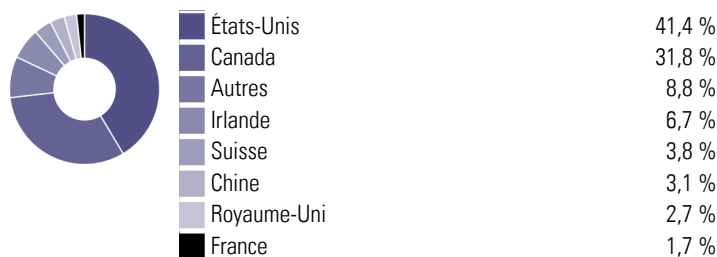 États-Unis 41,4 %
Canada 31,8 %
Autres 8,8 %
Irlande 6,7 %
Suisse 3,8 %
Chine 3,1 %
Royaume-Uni 2,7 %
France 1,7 %